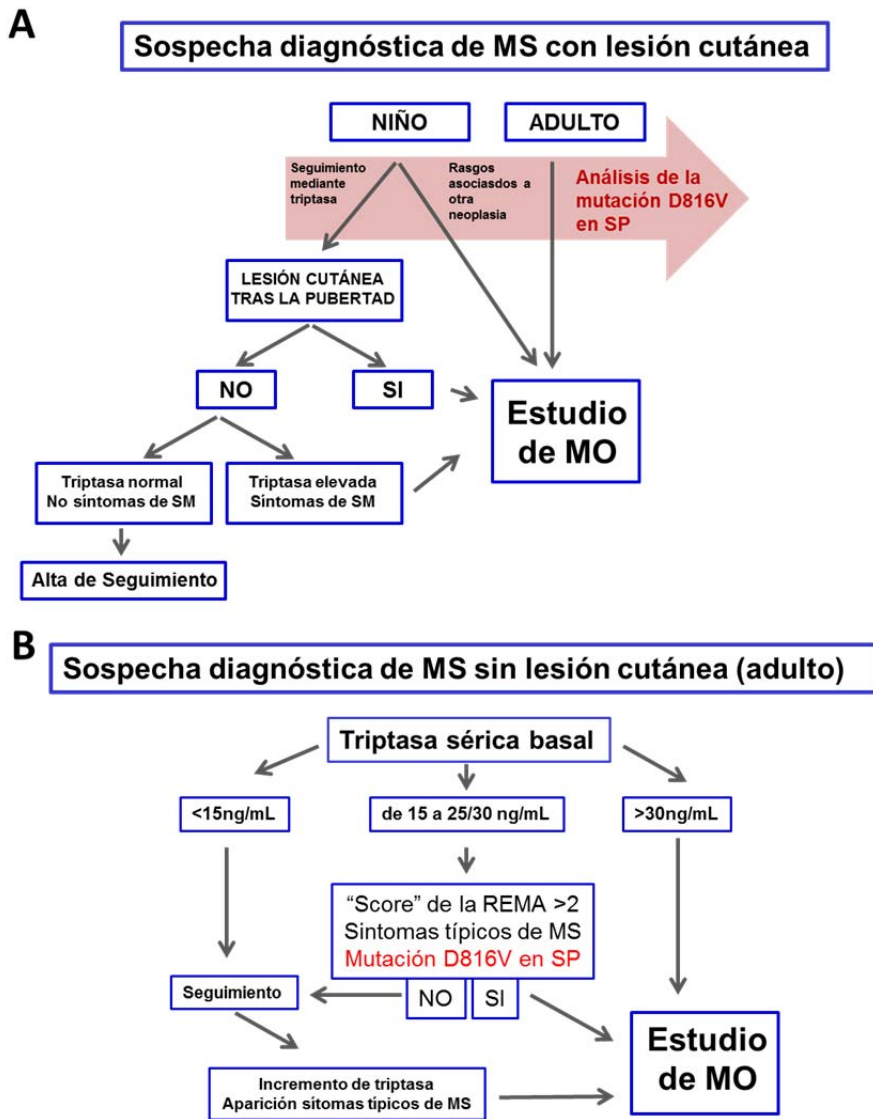 A
Sospecha diagnóstica de MS con lesión cutánea
NIÑO
ADULTO
Seguimiento
mediante
triptasa
Rasgos
asociasdos a
otra
neoplasia
Análisis de la
mutación D816V
en SP
LESIÓN CUTÁNEA
TRAS LA PUBERTAD
NO
SI
Estudio
de MO
Triptasa normal
No síntomas de SM
Triptasa elevada
Síntomas de SM
Alta de Seguimiento
B
Sospecha diagnóstica de MS sin lesión cutánea (adulto)
Triptasa sérica basal
<15ng/mL
de 15 a 25/30 ng/mL
>30ng/mL
“Score” de la REMA >2
Sintomas típicos de MS
Mutación D816V en SP
NO
SI
Seguimiento
Estudio
de MO
Incremento de triptasa
Aparición sítomas típicos de MS